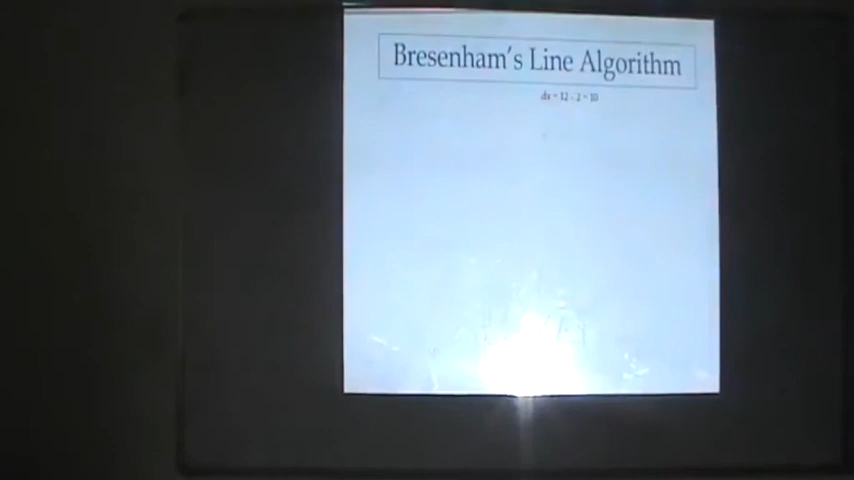 Bresenham's Line Algorithm
dx = 12 - 2 = 10